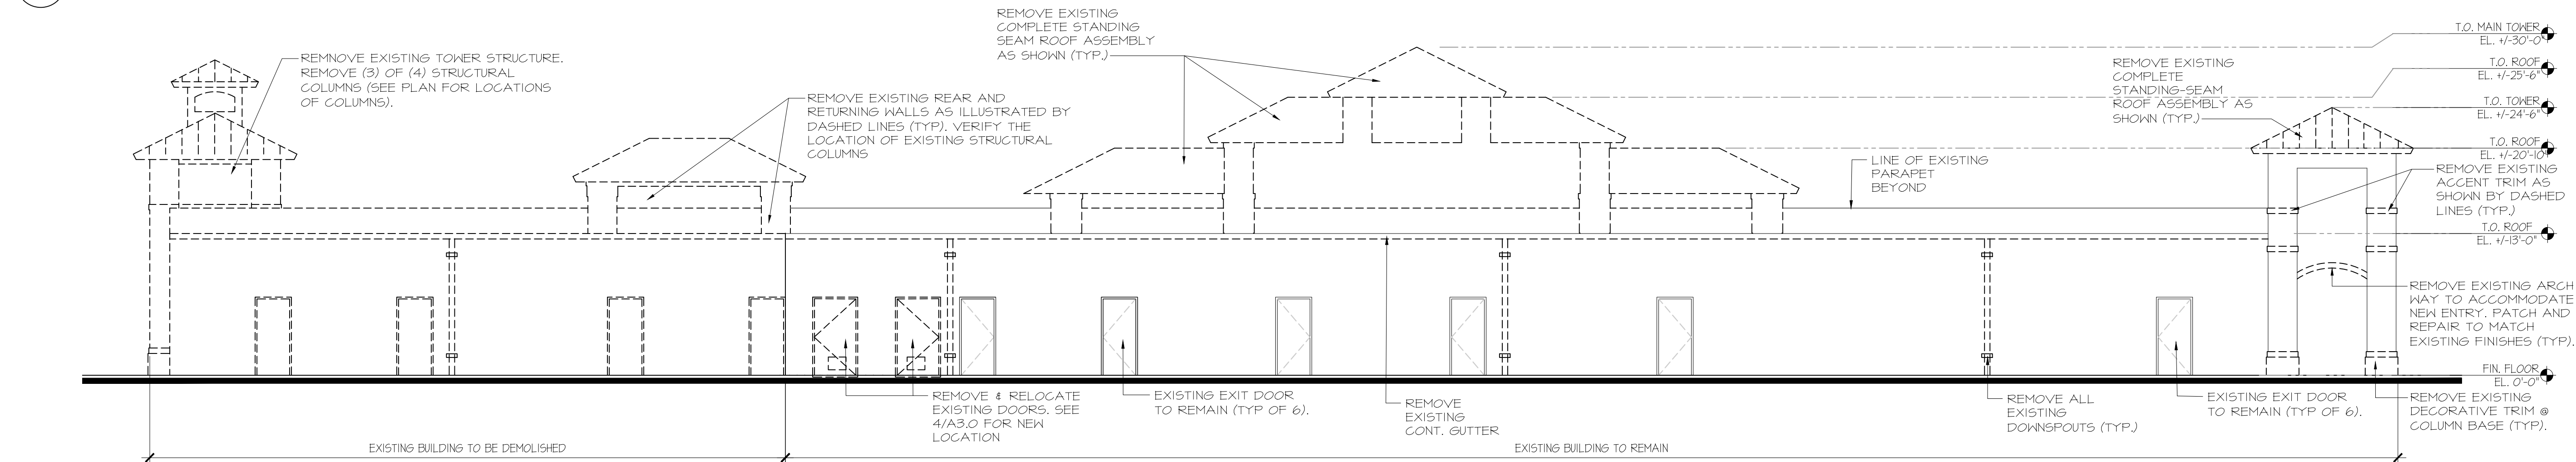 REMNOVE EXISTING TOWER STRUCTURE.
REMOVE (3) OF (4) STRUCTURAL
COLUMNS (SEE PLAN FOR LOCATIONS
OF COLUMNS).
REMOVE EXISTING REAR AND
RETURNING WALLS AS ILLUSTRATED BY
DASHED LINES (TYP). VERIFY THE
LOCATION OF EXISTING STRUCTURAL
COLUMNS
REMOVE EXISTING
COMPLETE STANDING
SEAM ROOF ASSEMBLY
AS SHOWN (TYP.)
LINE OF EXISTING
PARAPET
BEYOND
REMOVE EXISTING
COMPLETE
STANDING-SEAM
ROOF ASSEMBLY AS
SHOWN (TYP.)
T.O. MAIN TOWER
EL. +/-30'-0"
T.O. ROOF
EL. +/-25'-6"
T.O. TOWER
EL. +/-24'-6"
T.O. ROOF
EL. +/-20'-10"
REMOVE EXISTING
ACCENT TRIM AS
SHOWN BY DASHED
LINES (TYP.)
T.O. ROOF
EL. +/-13'-0"
REMOVE EXISTING ARCH
WAY TO ACCOMMODATE
NEW ENTRY. PATCH AND
REPAIR TO MATCH
EXISTING FINISHES (TYP).
FIN. FLOOR
EL. 0'-0"
REMOVE & RELOCATE
EXISTING DOORS. SEE
4/A3.0 FOR NEW
LOCATION
EXISTING EXIT DOOR
TO REMAIN (TYP OF 6).
REMOVE
EXISTING
CONT. GUTTER
REMOVE ALL
EXISTING
DOWNSPOUTS (TYP.)
EXISTING EXIT DOOR
TO REMAIN (TYP OF 6).
REMOVE EXISTING
DECORATIVE TRIM @
COLUMN BASE (TYP).
EXISTING BUILDING TO BE DEMOLISHED
EXISTING BUILDING TO REMAIN